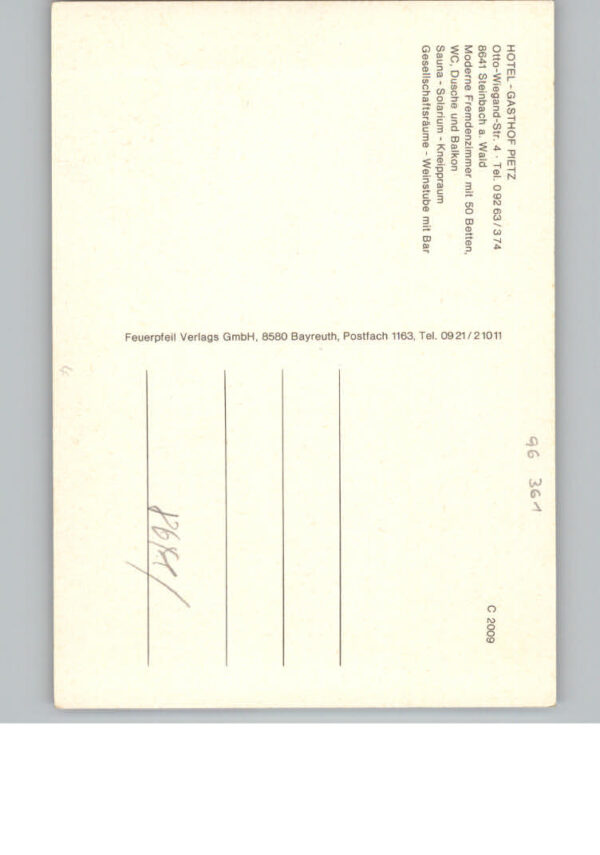 HOTEL - GASTHOF PIETZ
Otto-Wiegand-Str. 4 · Tel. 09263/374
8641 Steinbach a. Wald
Moderne Fremdenzimmer mit 50 Betten,
WC, Dusche und Balkon
Sauna - Solarium - Kneippraum
Gesellschaftsräume - Weinstube mit Bar
Feuerpfeil Verlags GmbH, 8580 Bayreuth, Postfach 1163, Tel. 0921/21011
96 361
C 2009